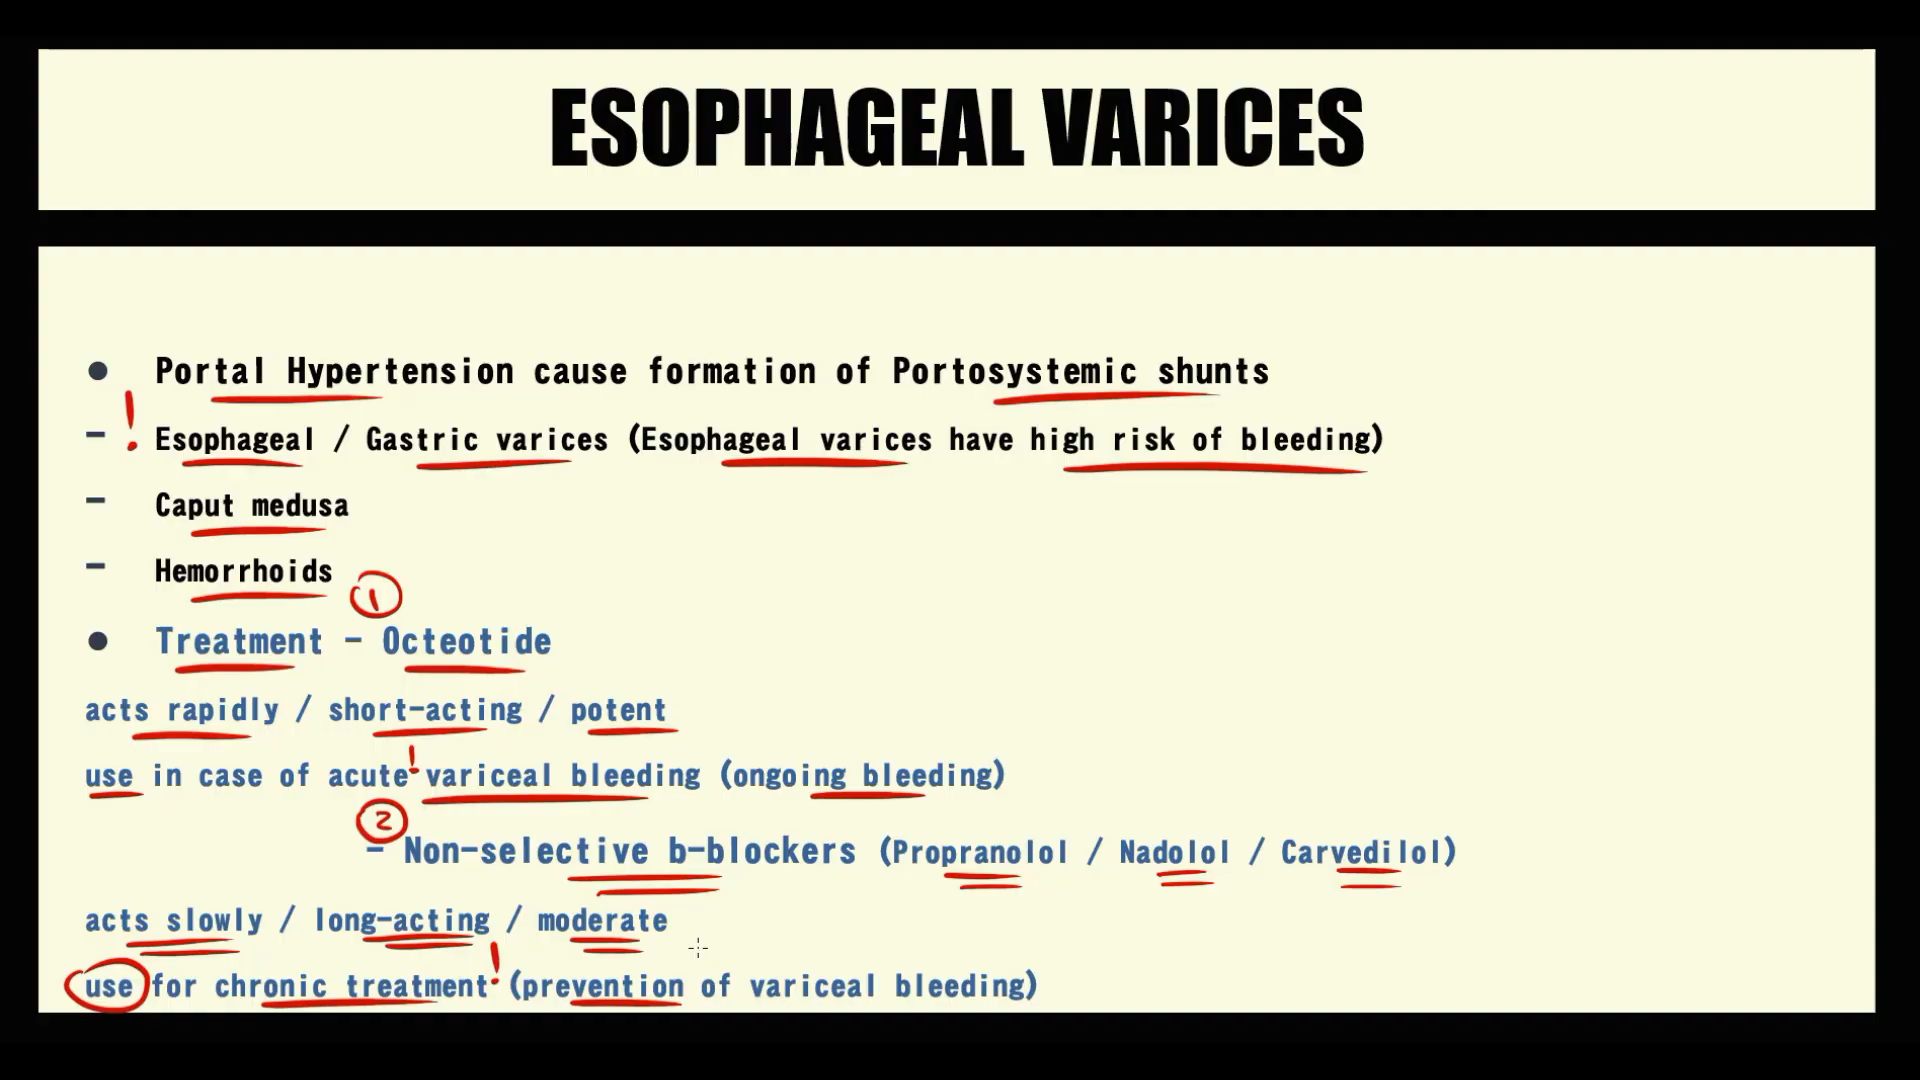 ESOPHAGEAL VARICES
● Portal Hypertension cause formation of Portosystemic shunts
- ! Esophageal / Gastric varices (Esophageal varices have high risk of bleeding)
- Caput medusa
- Hemorrhoids
1
● Treatment - Octeotide
acts rapidly / short-acting / potent
use in case of acute ! variceal bleeding (ongoing bleeding)
2
- Non-selective b-blockers (Propranolol / Nadolol / Carvedilol)
acts slowly / long-acting / moderate
use for chronic treatment ! (prevention of variceal bleeding)